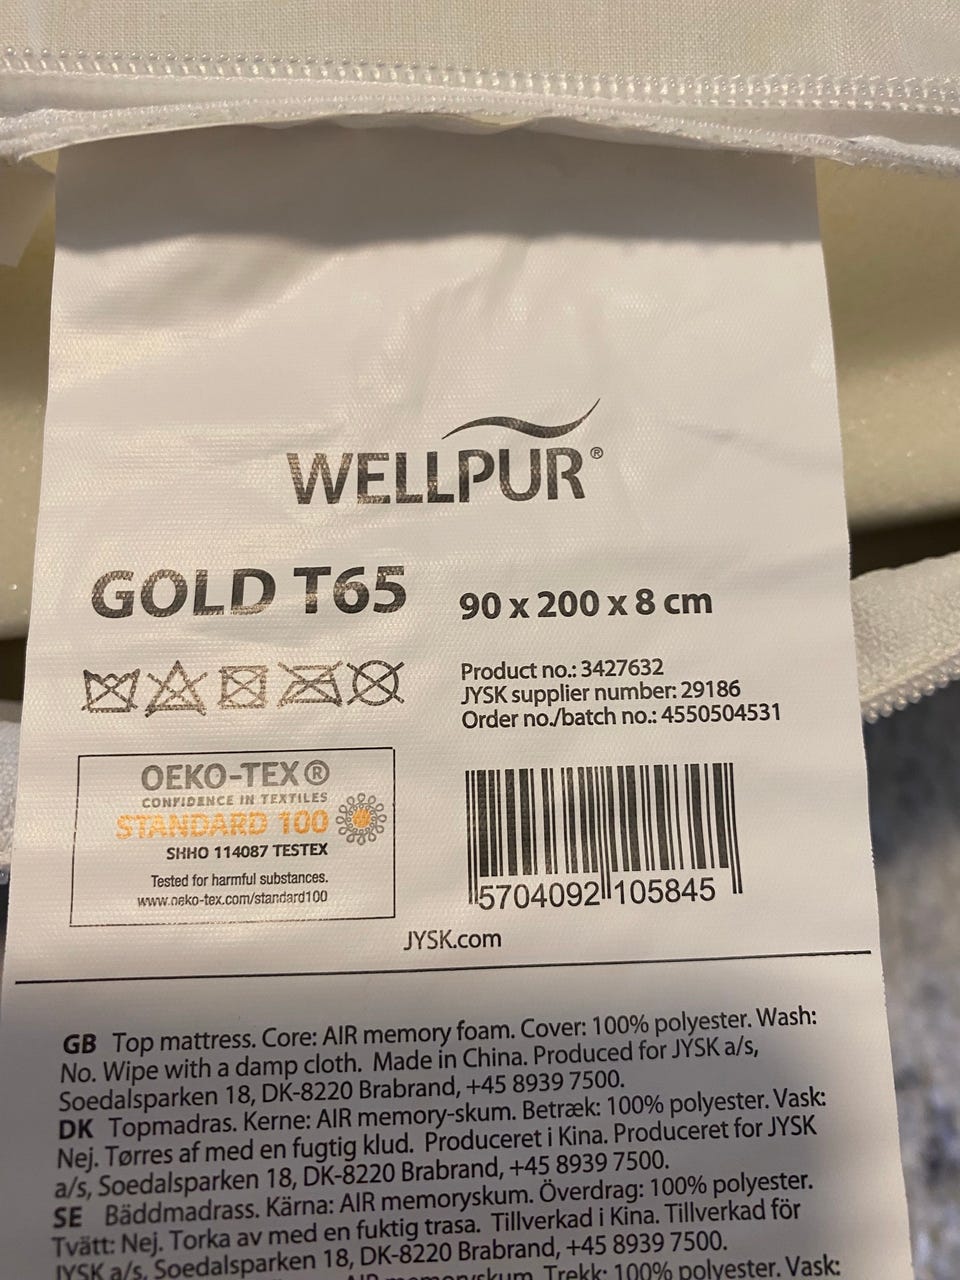 WELLPUR®
GOLD T65
90 x 200 x 8 cm
Product no.: 3427632
JYSK supplier number: 29186
Order no./batch no.: 4550504531
OEKO-TEX®
CONFIDENCE IN TEXTILES
STANDARD 100
SHHO 114087 TESTEX
Tested for harmful substances.
www.oeko-tex.com/standard100
5704092 105845
JYSK.com
GB Top mattress. Core: AIR memory foam. Cover: 100% polyester. Wash:
No. Wipe with a damp cloth. Made in China. Produced for JYSK a/s,
Soedalsparken 18, DK-8220 Brabrand, +45 8939 7500.
DK Topmadras. Kerne: AIR memory-skum. Betræk: 100% polyester. Vask:
Nej. Tørres af med en fugtig klud. Produceret i Kina. Produceret for JYSK
a/s, Soedalsparken 18, DK-8220 Brabrand, +45 8939 7500.
SE Bäddmadrass. Kärna: AIR memoryskum. Överdrag: 100% polyester.
Tvätt: Nej. Torka av med en fuktig trasa. Tillverkad i Kina. Tillverkad för
JYSK a/s, Soedalsparken 18, DK-8220 Brabrand, +45 8939 7500.
AIR memoryskum. Trekk: 100% polyester. Vask: